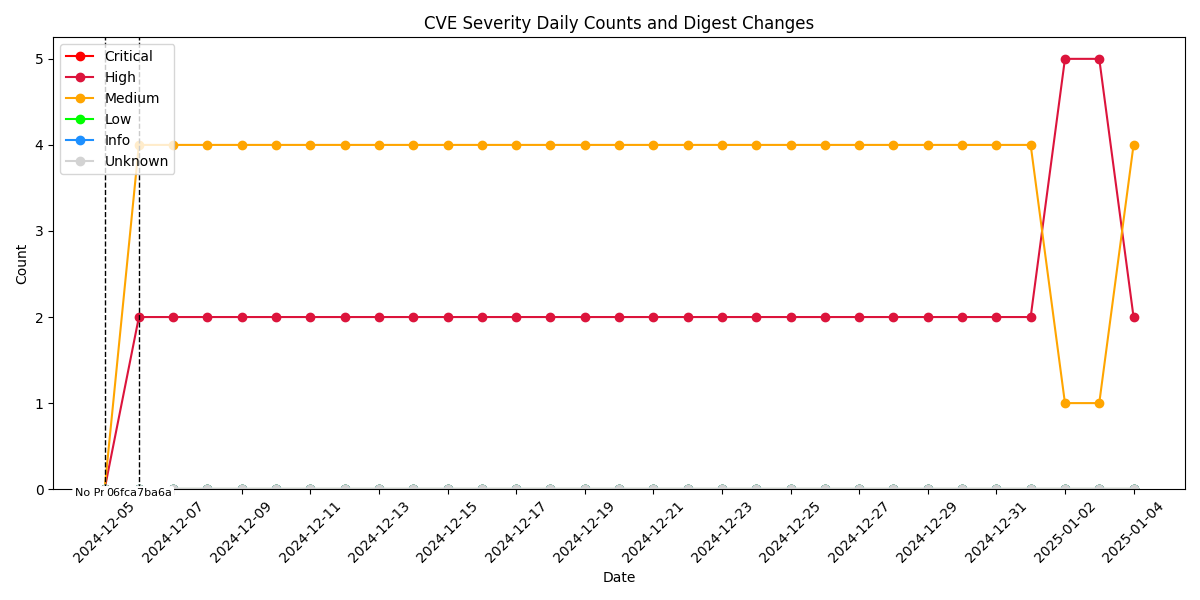 CVE Severity Daily Counts and Digest Changes
Critical
High
Medium
Low
Info
Unknown
Count
5
4
3
2
1
0
No Pr
06fca7ba6a
2024-12-05
2024-12-07
2024-12-09
2024-12-11
2024-12-13
2024-12-15
2024-12-17
2024-12-19
2024-12-21
2024-12-23
2024-12-25
2024-12-27
2024-12-29
2024-12-31
2025-01-02
2025-01-04
Date